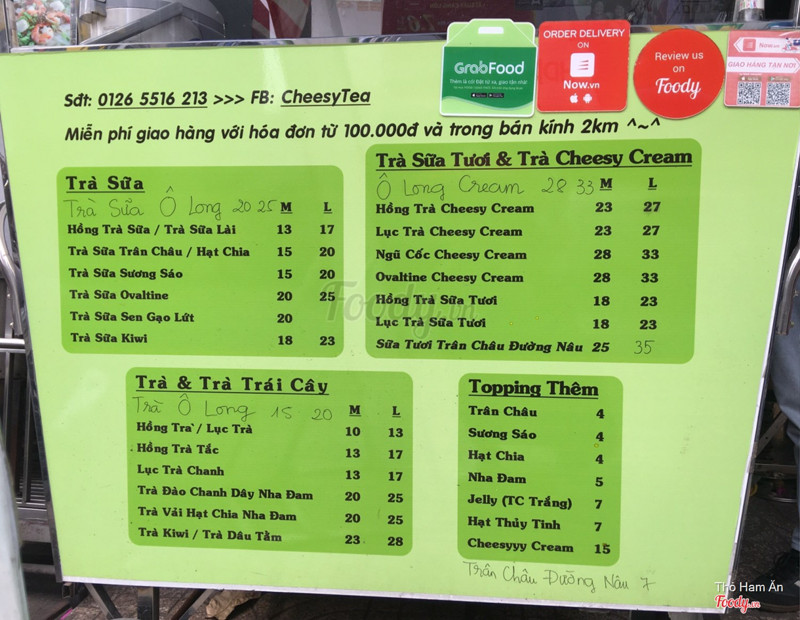 Sđt: 0126 5516 213 >>> FB: CheesyTea
Miễn phí giao hàng với hóa đơn từ 100.000đ và trong bán kính 2km ^~^
GrabFood
ORDER DELIVERY
ON
Now.vn
Review us
on
Foody
Now.vn
GIAO HÀNG TẬN NƠI
Trà Sữa
Trà Sữa Ô Long 20 25 M L
Hồng Trà Sữa / Trà Sữa Lài 13 17
Trà Sữa Trân Châu / Hạt Chia 15 20
Trà Sữa Sương Sáo 15 20
Trà Sữa Ovaltine 20 25
Trà Sữa Sen Gạo Lứt 20
Trà Sữa Kiwi 18 23
Trà Sữa Tươi & Trà Cheesy Cream
Ô Long Cream 28 33 M L
Hồng Trà Cheesy Cream 23 27
Lục Trà Cheesy Cream 23 27
Ngũ Cốc Cheesy Cream 28 33
Ovaltine Cheesy Cream 28 33
Hồng Trà Sữa Tươi 18 23
Lục Trà Sữa Tươi 18 23
Sữa Tươi Trân Châu Đường Nâu 25 35
Trà & Trà Trái Cây
Trà Ô Long 15 20 M L
Hồng Trà / Lục Trà 10 13
Hồng Trà Tắc 13 17
Lục Trà Chanh 13 17
Trà Đào Chanh Dây Nha Đam 20 25
Trà Vải Hạt Chia Nha Đam 20 25
Trà Kiwi / Trà Dâu Tằm 23 28
Topping Thêm
Trân Châu 4
Sương Sáo 4
Hạt Chia 4
Nha Đam 5
Jelly (TC Trắng) 7
Hạt Thủy Tinh 7
Cheesyyy Cream 15
Trân Châu Đường Nâu 7
Foody.vn
Thỏ Ham Ăn
Foody.vn